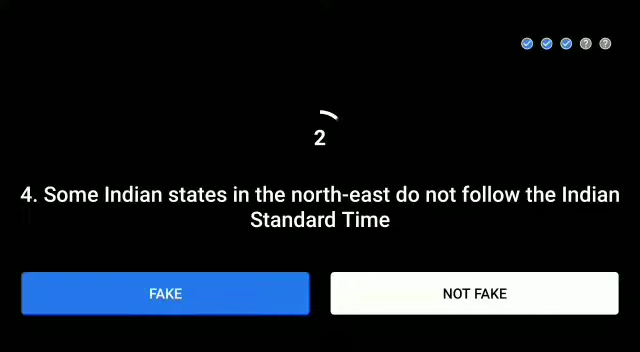 2
4. Some Indian states in the north-east do not follow the Indian
Standard Time
FAKE
NOT FAKE